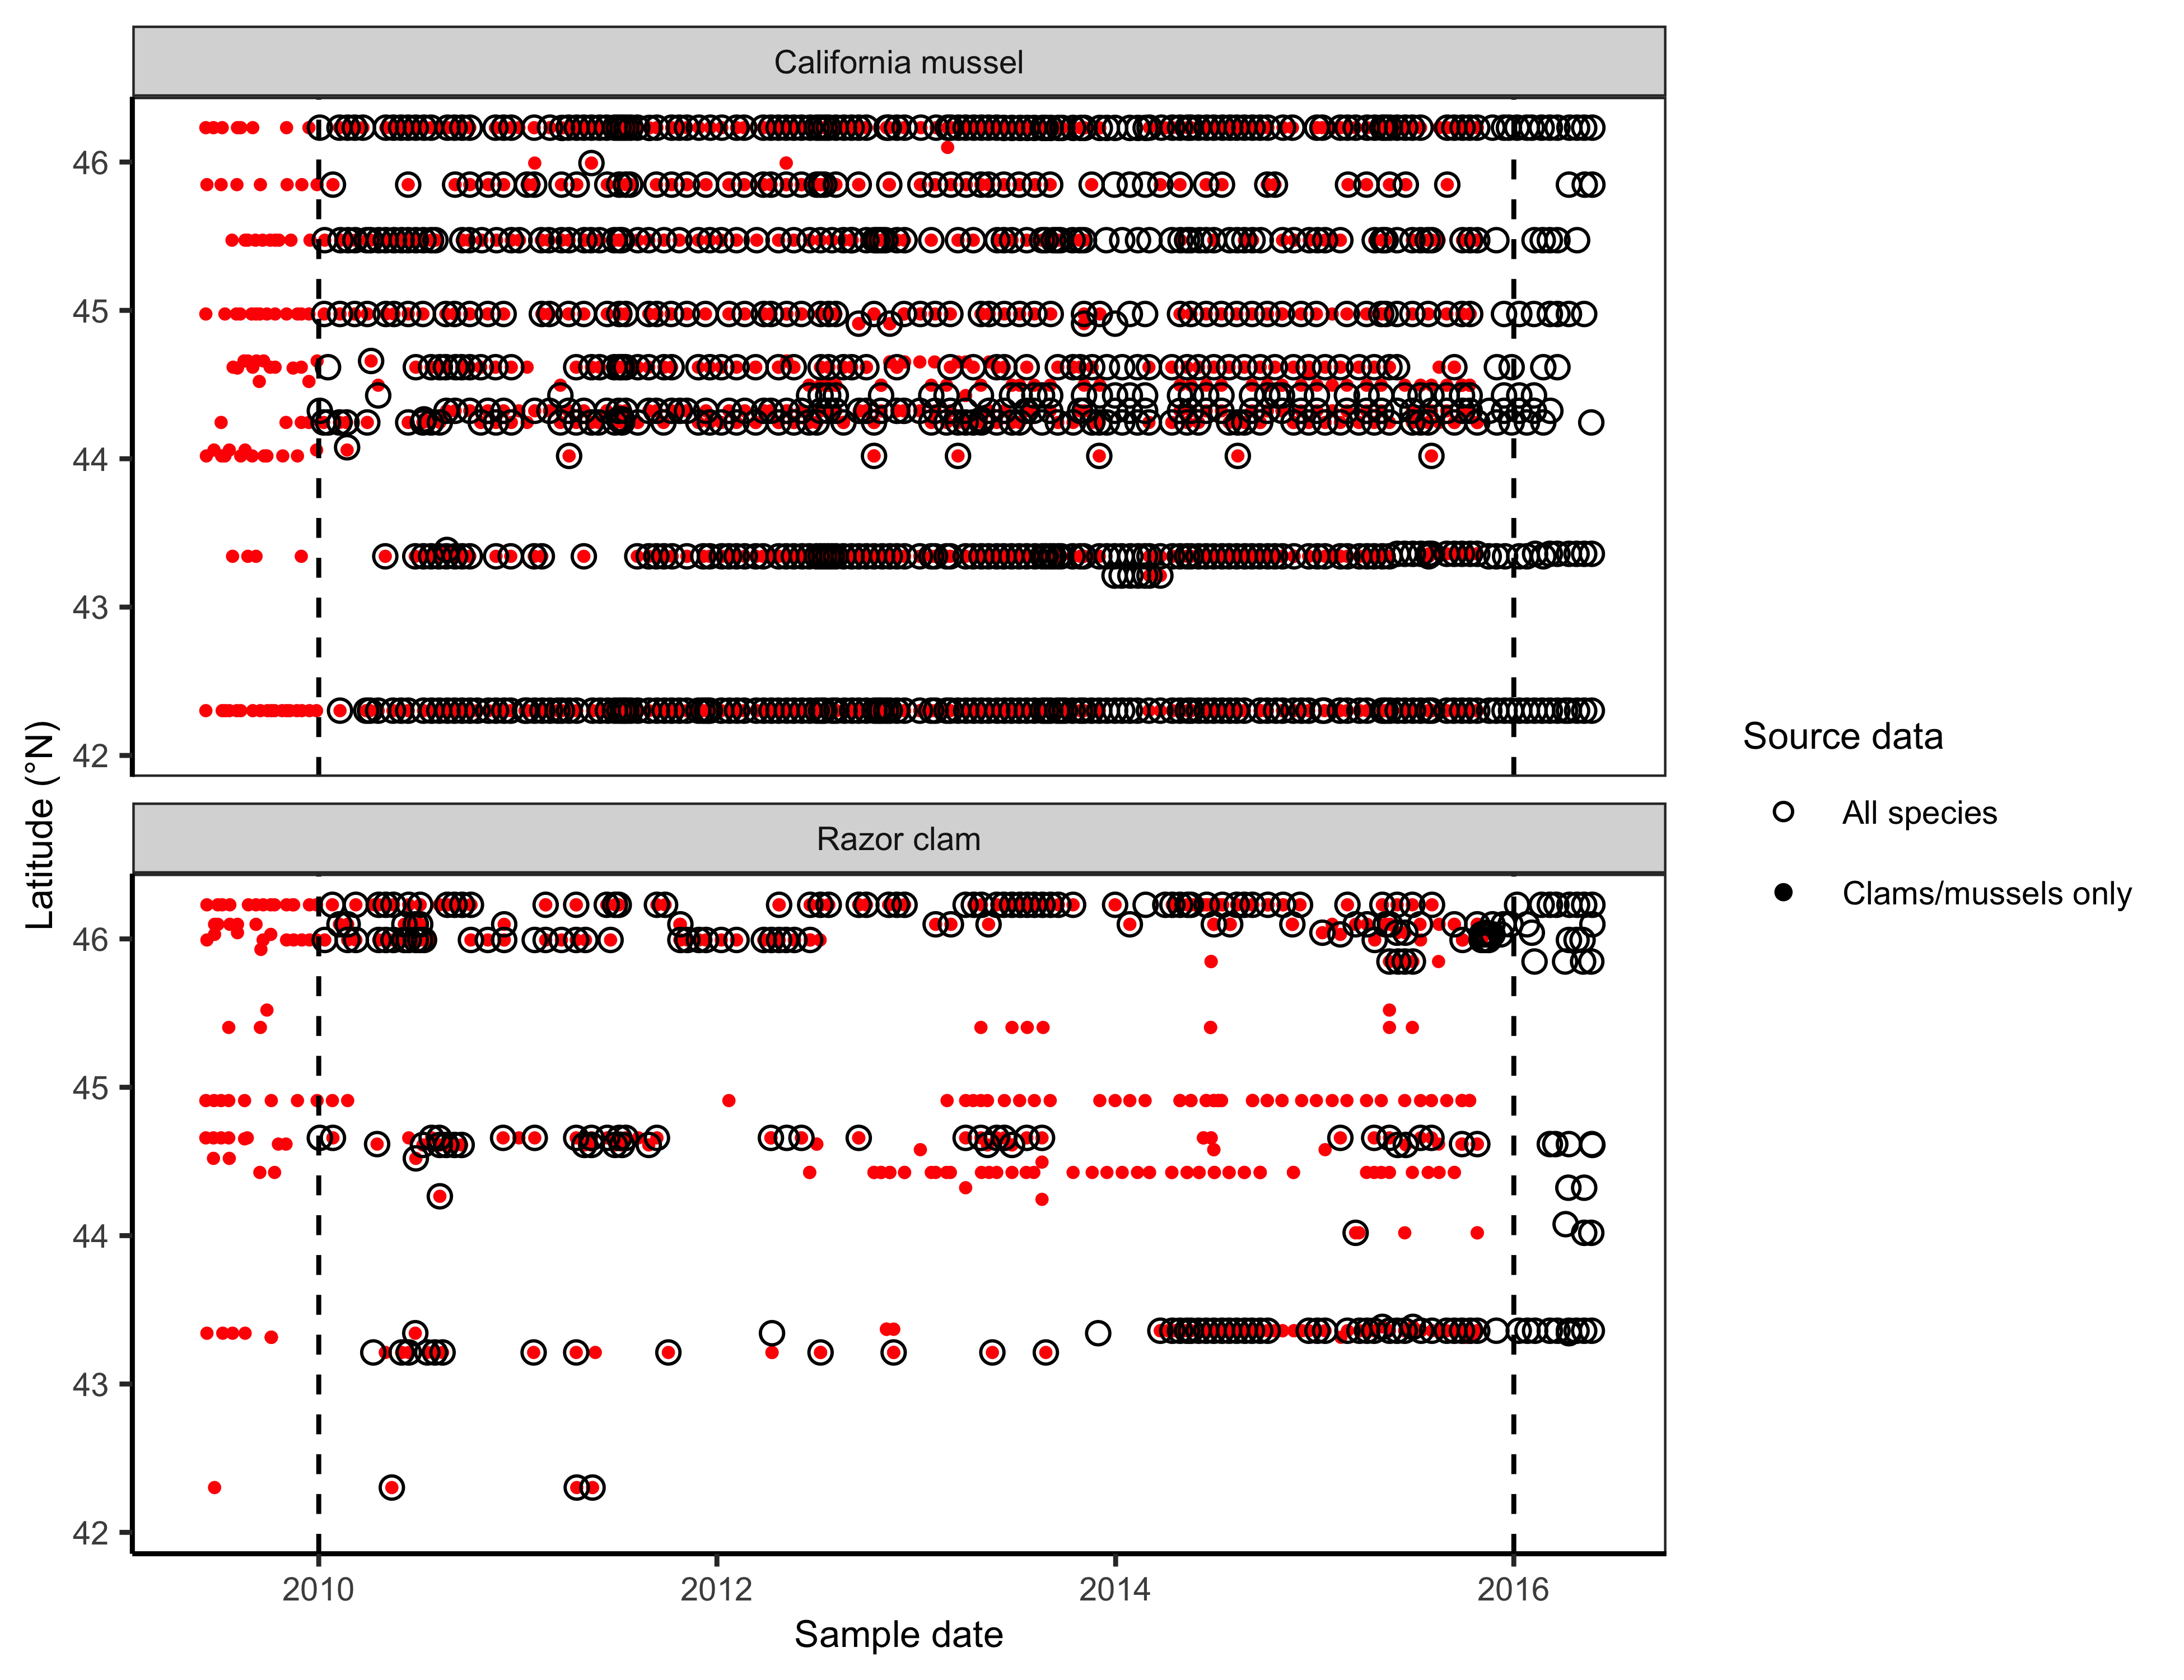 California mussel
46
45
44
43
42
Razor clam
46
45
44
43
42
2010 2012 2014 2016
Sample date
Latitude (°N)
Source data
All species
Clams/mussels only